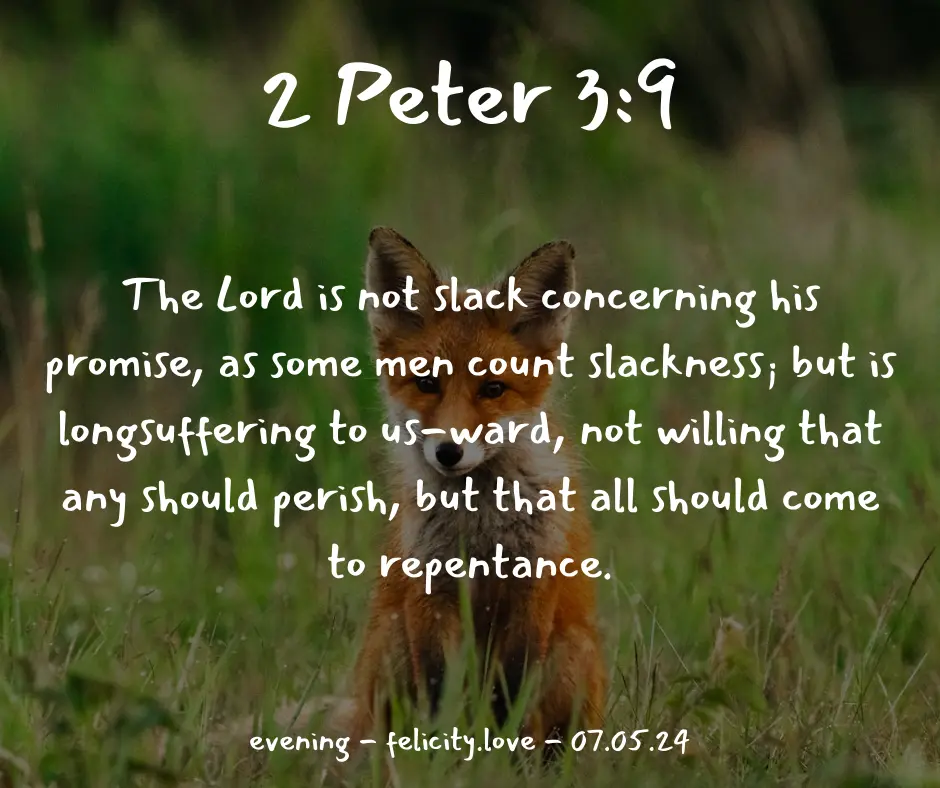 2 Peter 3:9
The Lord is not slack concerning his
promise, as some men count slackness; but is
longsuffering to us-ward, not willing that
any should perish, but that all should come
to repentance.
evening - felicity.love - 07.05.24